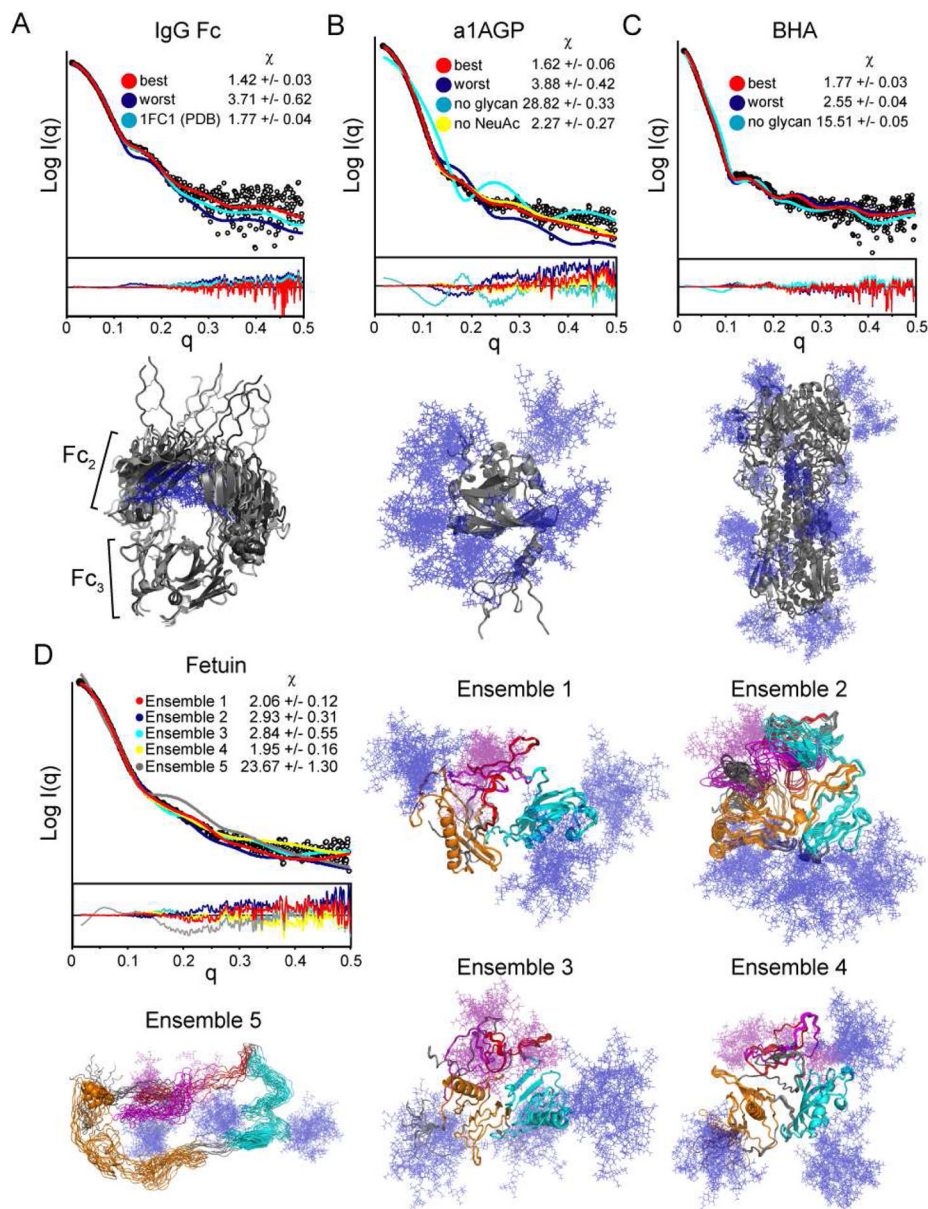 A
IgG Fc
χ
best 1.42 +/- 0.03
worst 3.71 +/- 0.62
1FC1 (PDB) 1.77 +/- 0.04
Log I(q)
0 0.1 0.2 0.3 0.4 0.5
q
B
a1AGP
χ
best 1.62 +/- 0.06
worst 3.88 +/- 0.42
no glycan 28.82 +/- 0.33
no NeuAc 2.27 +/- 0.27
Log I(q)
0 0.1 0.2 0.3 0.4 0.5
q
C
BHA
χ
best 1.77 +/- 0.03
worst 2.55 +/- 0.04
no glycan 15.51 +/- 0.05
Log I(q)
0 0.1 0.2 0.3 0.4 0.5
q
Fc2
Fc3
D
Fetuin
χ
Ensemble 1 2.06 +/- 0.12
Ensemble 2 2.93 +/- 0.31
Ensemble 3 2.84 +/- 0.55
Ensemble 4 1.95 +/- 0.16
Ensemble 5 23.67 +/- 1.30
Log I(q)
0 0.1 0.2 0.3 0.4 0.5
q
Ensemble 1
Ensemble 2
Ensemble 3
Ensemble 4
Ensemble 5